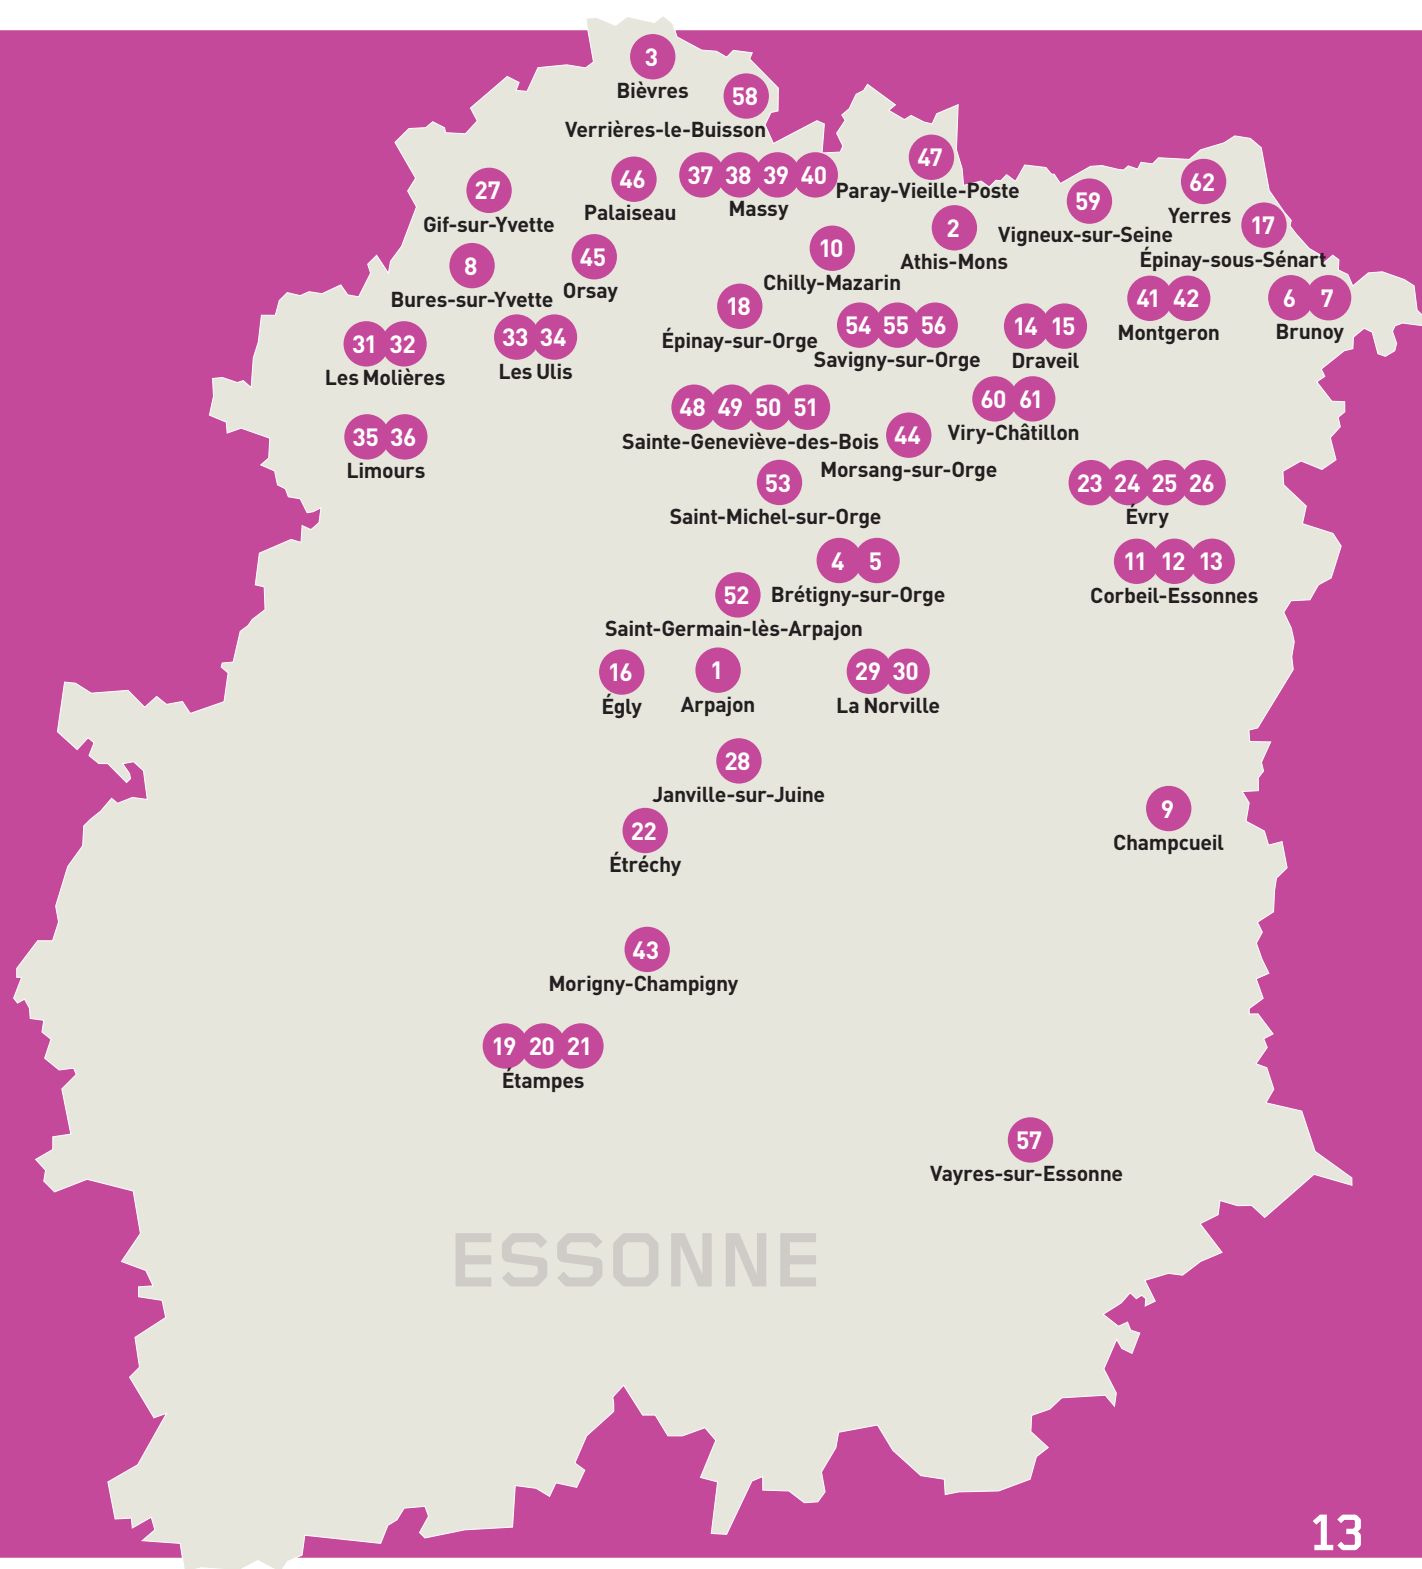 3
Bièvres
58
Verrières-le-Buisson
47
Paray-Vieille-Poste
37 38 39 40
Massy
46
Palaiseau
27
Gif-sur-Yvette
62
Yerres
59
Vigneux-sur-Seine
17
Épinay-sous-Sénart
2
Athis-Mons
10
Chilly-Mazarin
45
Orsay
8
Bures-sur-Yvette
18
Épinay-sur-Orge
41 42
Montgeron
6 7
Brunoy
54 55 56
Savigny-sur-Orge
14 15
Draveil
33 34
Les Ulis
31 32
Les Molières
60 61
Viry-Châtillon
48 49 50 51
Sainte-Geneviève-des-Bois
44
Morsang-sur-Orge
35 36
Limours
53
Saint-Michel-sur-Orge
23 24 25 26
Évry
4 5
Brétigny-sur-Orge
11 12 13
Corbeil-Essonnes
52
Saint-Germain-lès-Arpajon
16
Égly
1
Arpajon
29 30
La Norville
28
Janville-sur-Juine
9
Champcueil
22
Étréchy
43
Morigny-Champigny
19 20 21
Étampes
57
Vayres-sur-Essonne
ESSONNE
13